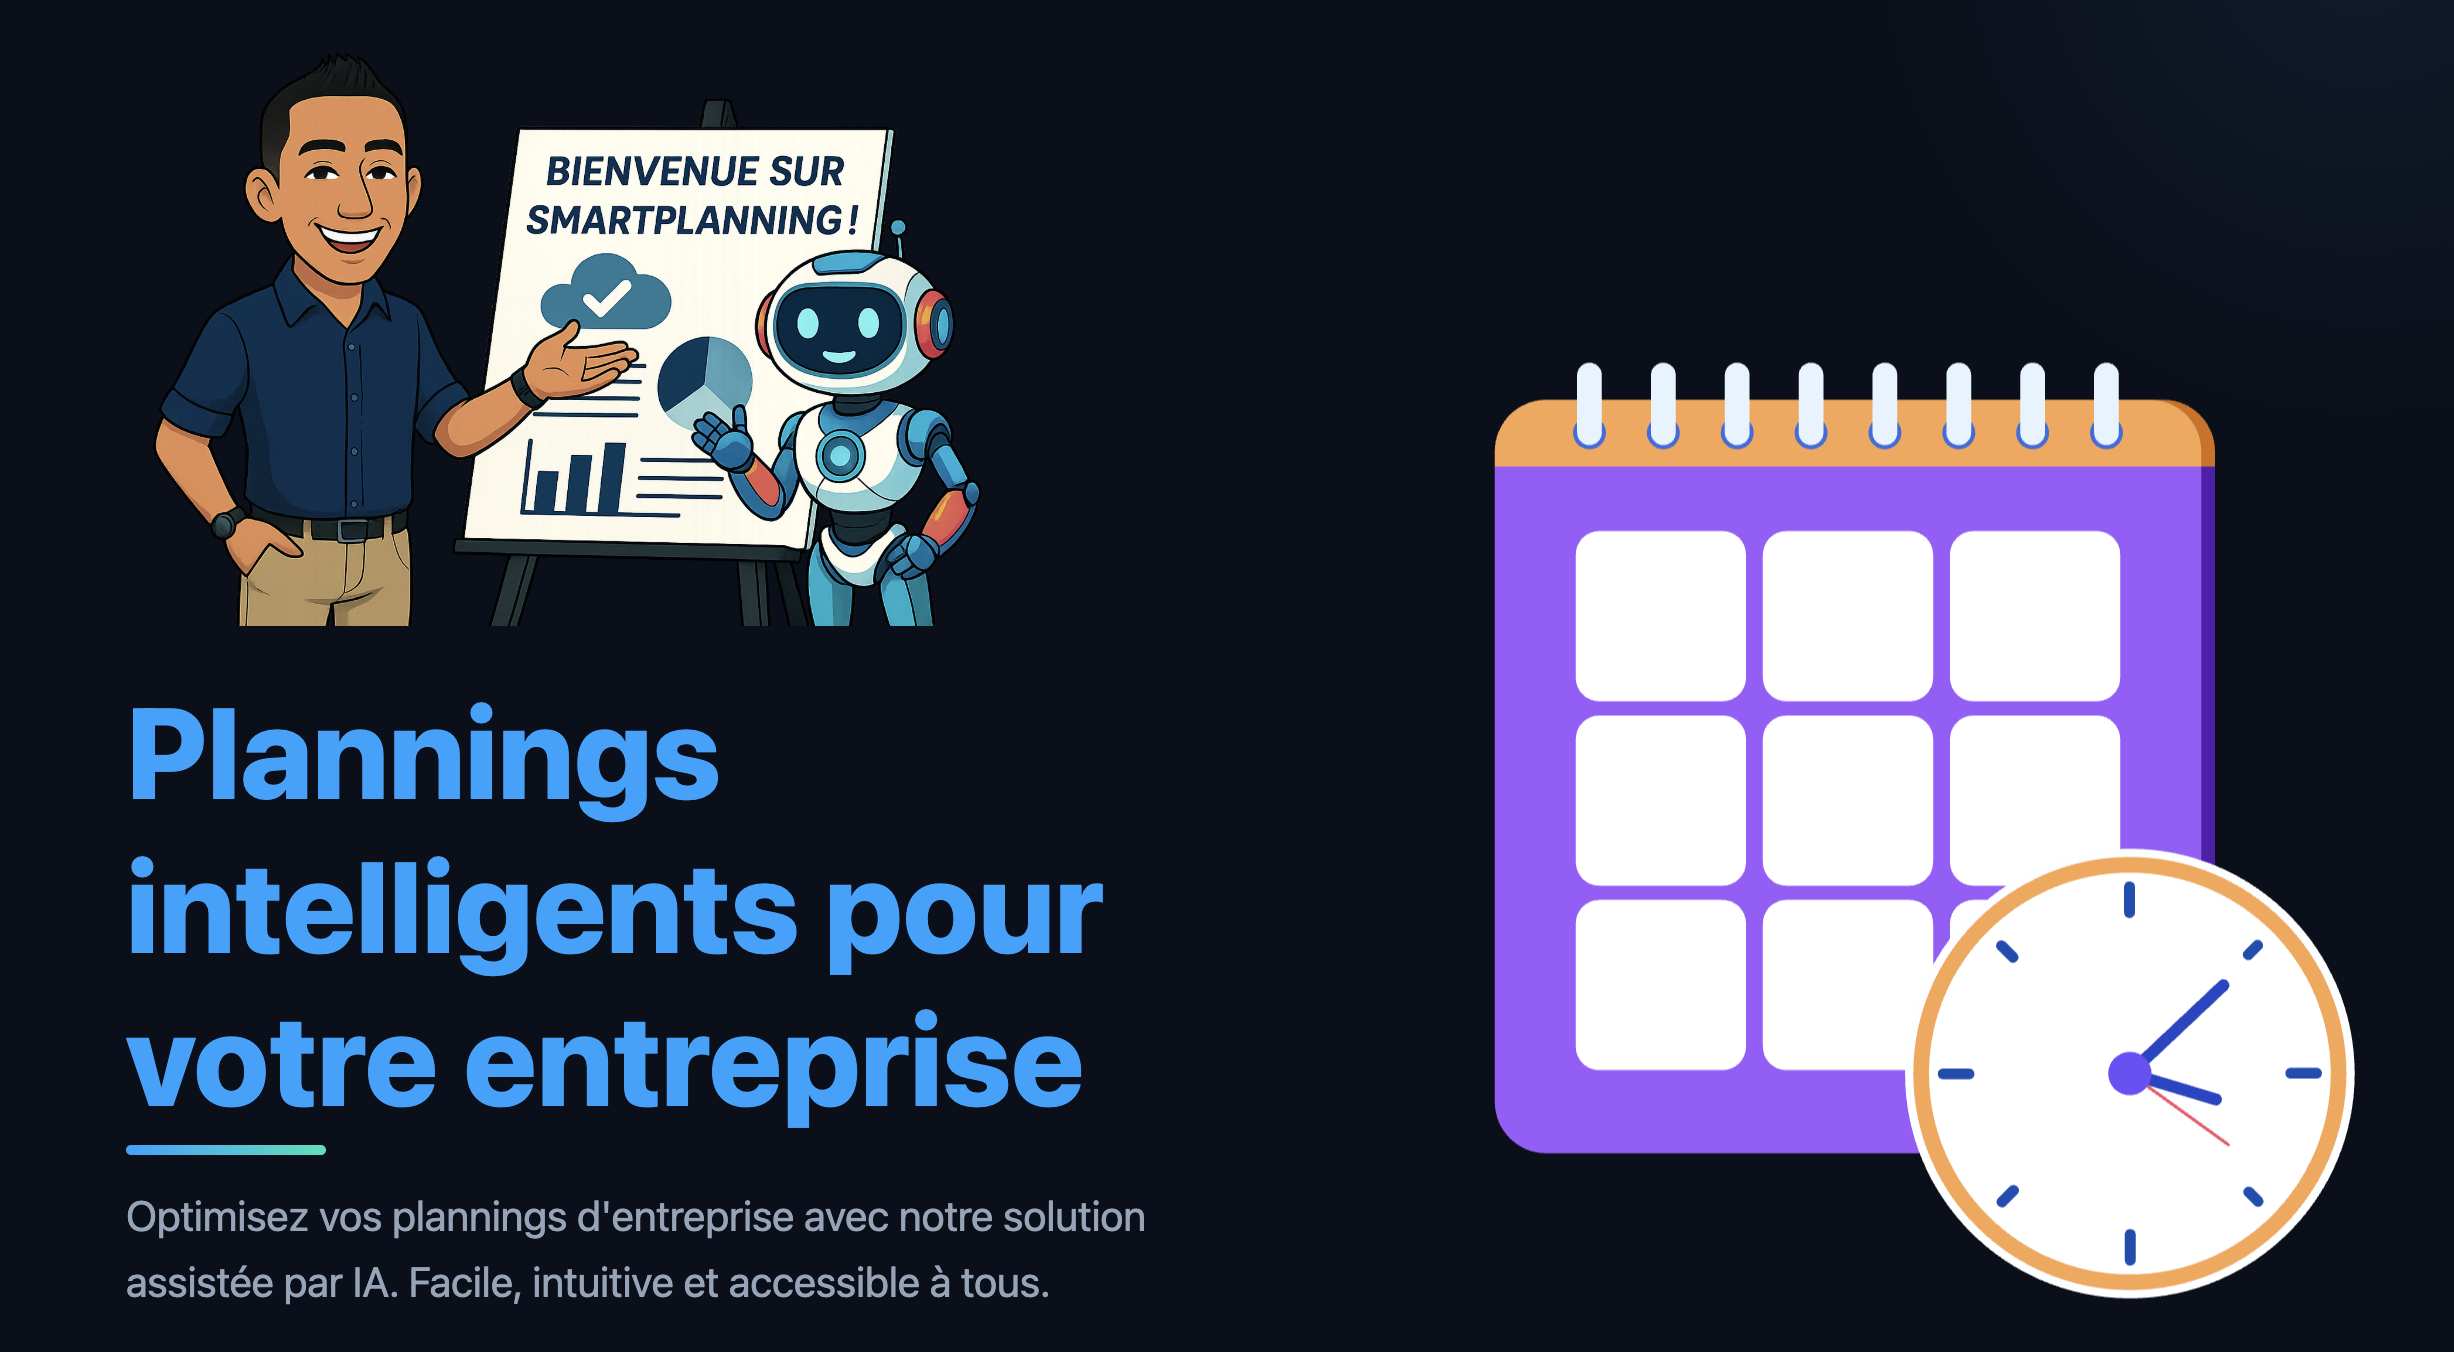 BIENVENUE SUR
SMARTPLANNING!
Plannings
intelligents pour
votre entreprise
Optimisez vos plannings d'entreprise avec notre solution
assistée par IA. Facile, intuitive et accessible à tous.